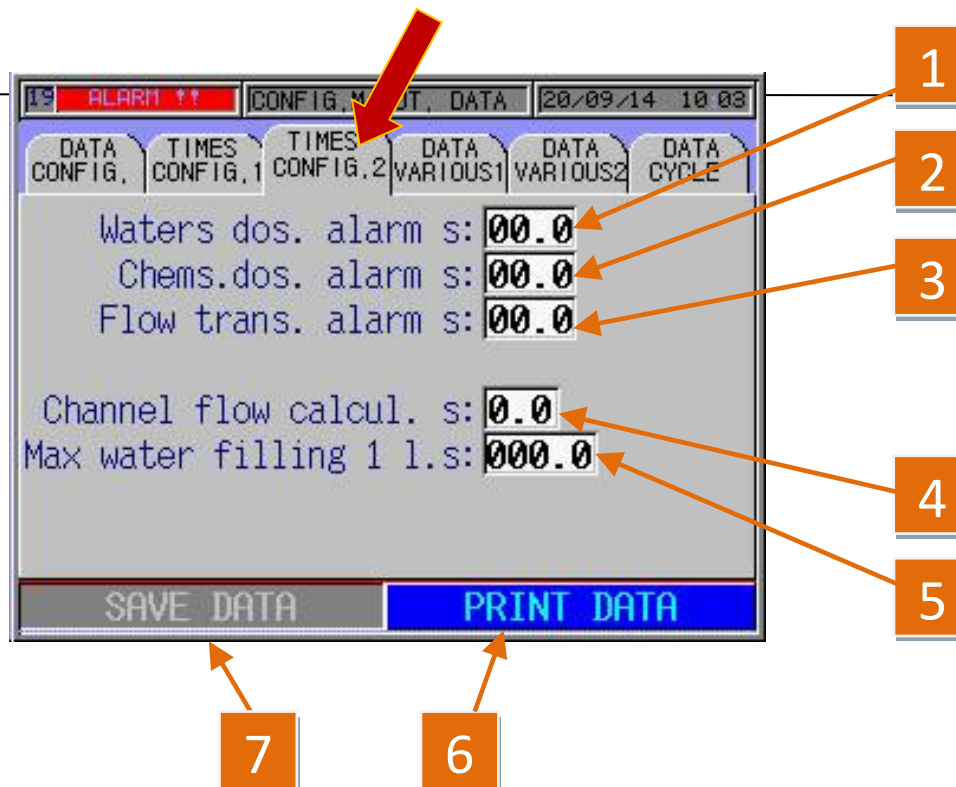 19 ALARM !! CONFIG.M UT. DATA 20/09/14 10 03
DATA CONFIG.
TIMES CONFIG.1
TIMES CONFIG.2
DATA VARIOUS1
DATA VARIOUS2
DATA CYCLE
Waters dos. alarm s: 00.0
Chems.dos. alarm s: 00.0
Flow trans. alarm s: 00.0
Channel flow calcul. s: 0.0
Max water filling 1 l.s: 000.0
SAVE DATA PRINT DATA
1
2
3
4
5
7 6